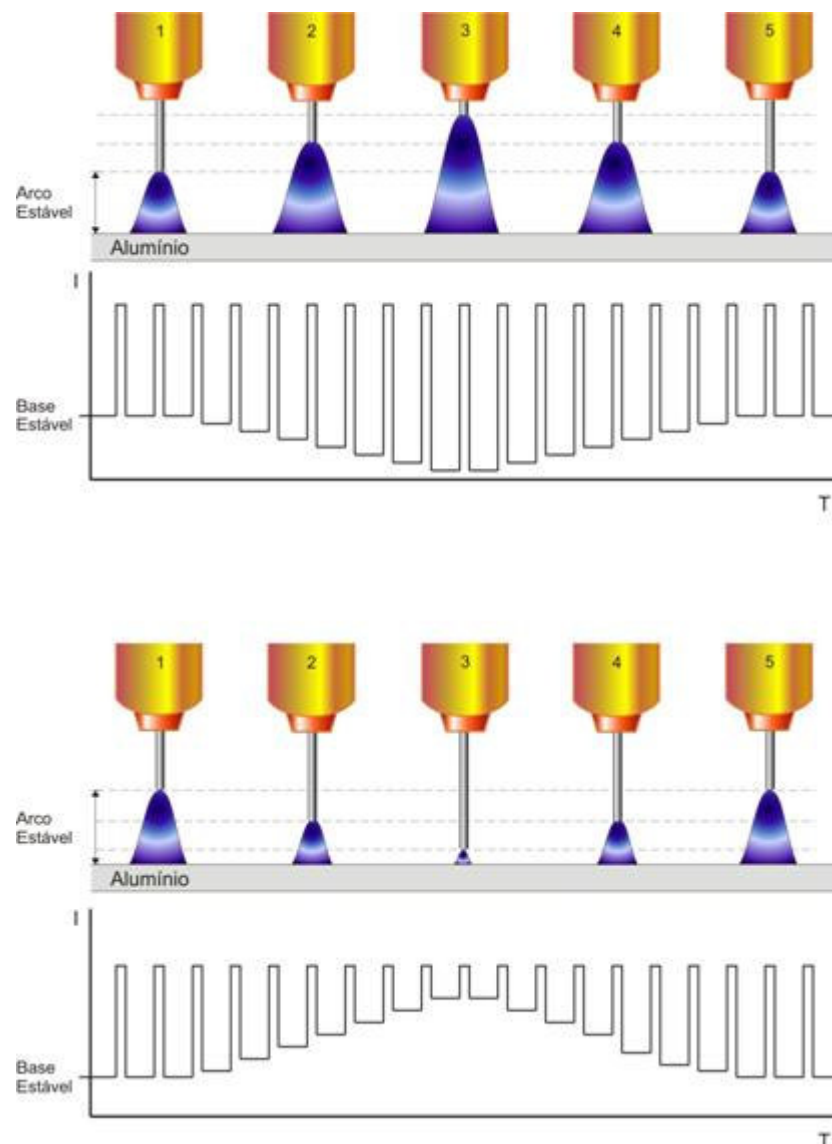 1 2 3 4 5
Arco
Estável
Alumínio
I
Base
Estável
T
1 2 3 4 5
Arco
Estável
Alumínio
I
Base
Estável
T